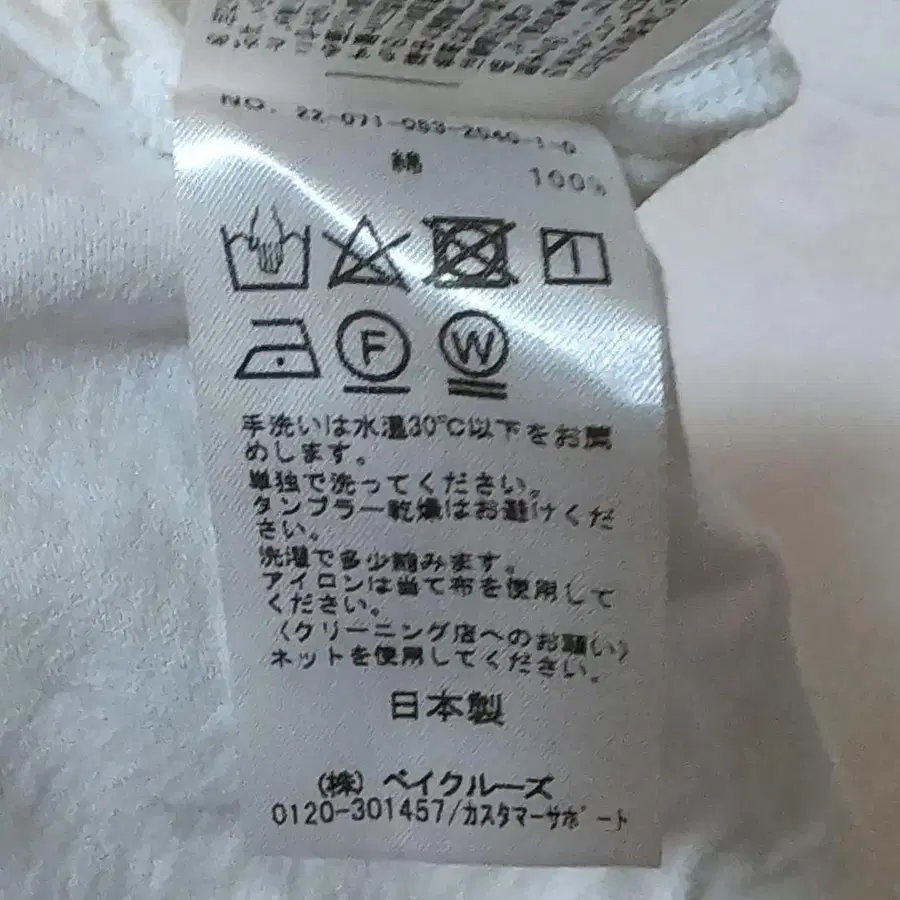 NO. 22-071-083-2040-1-0
綿 100%
F W
手洗いは水温30℃以下をお薦
めします。
単独で洗ってください。
タンブラー乾燥はお避けくだ
さい。
洗濯で多少縮みます。
アイロンは当て布を使用して
ください。
〈クリーニング店へのお願い〉
ネットを使用してください。
日本製
(株) ベイクルーズ
0120-301457/カスタマーサポート